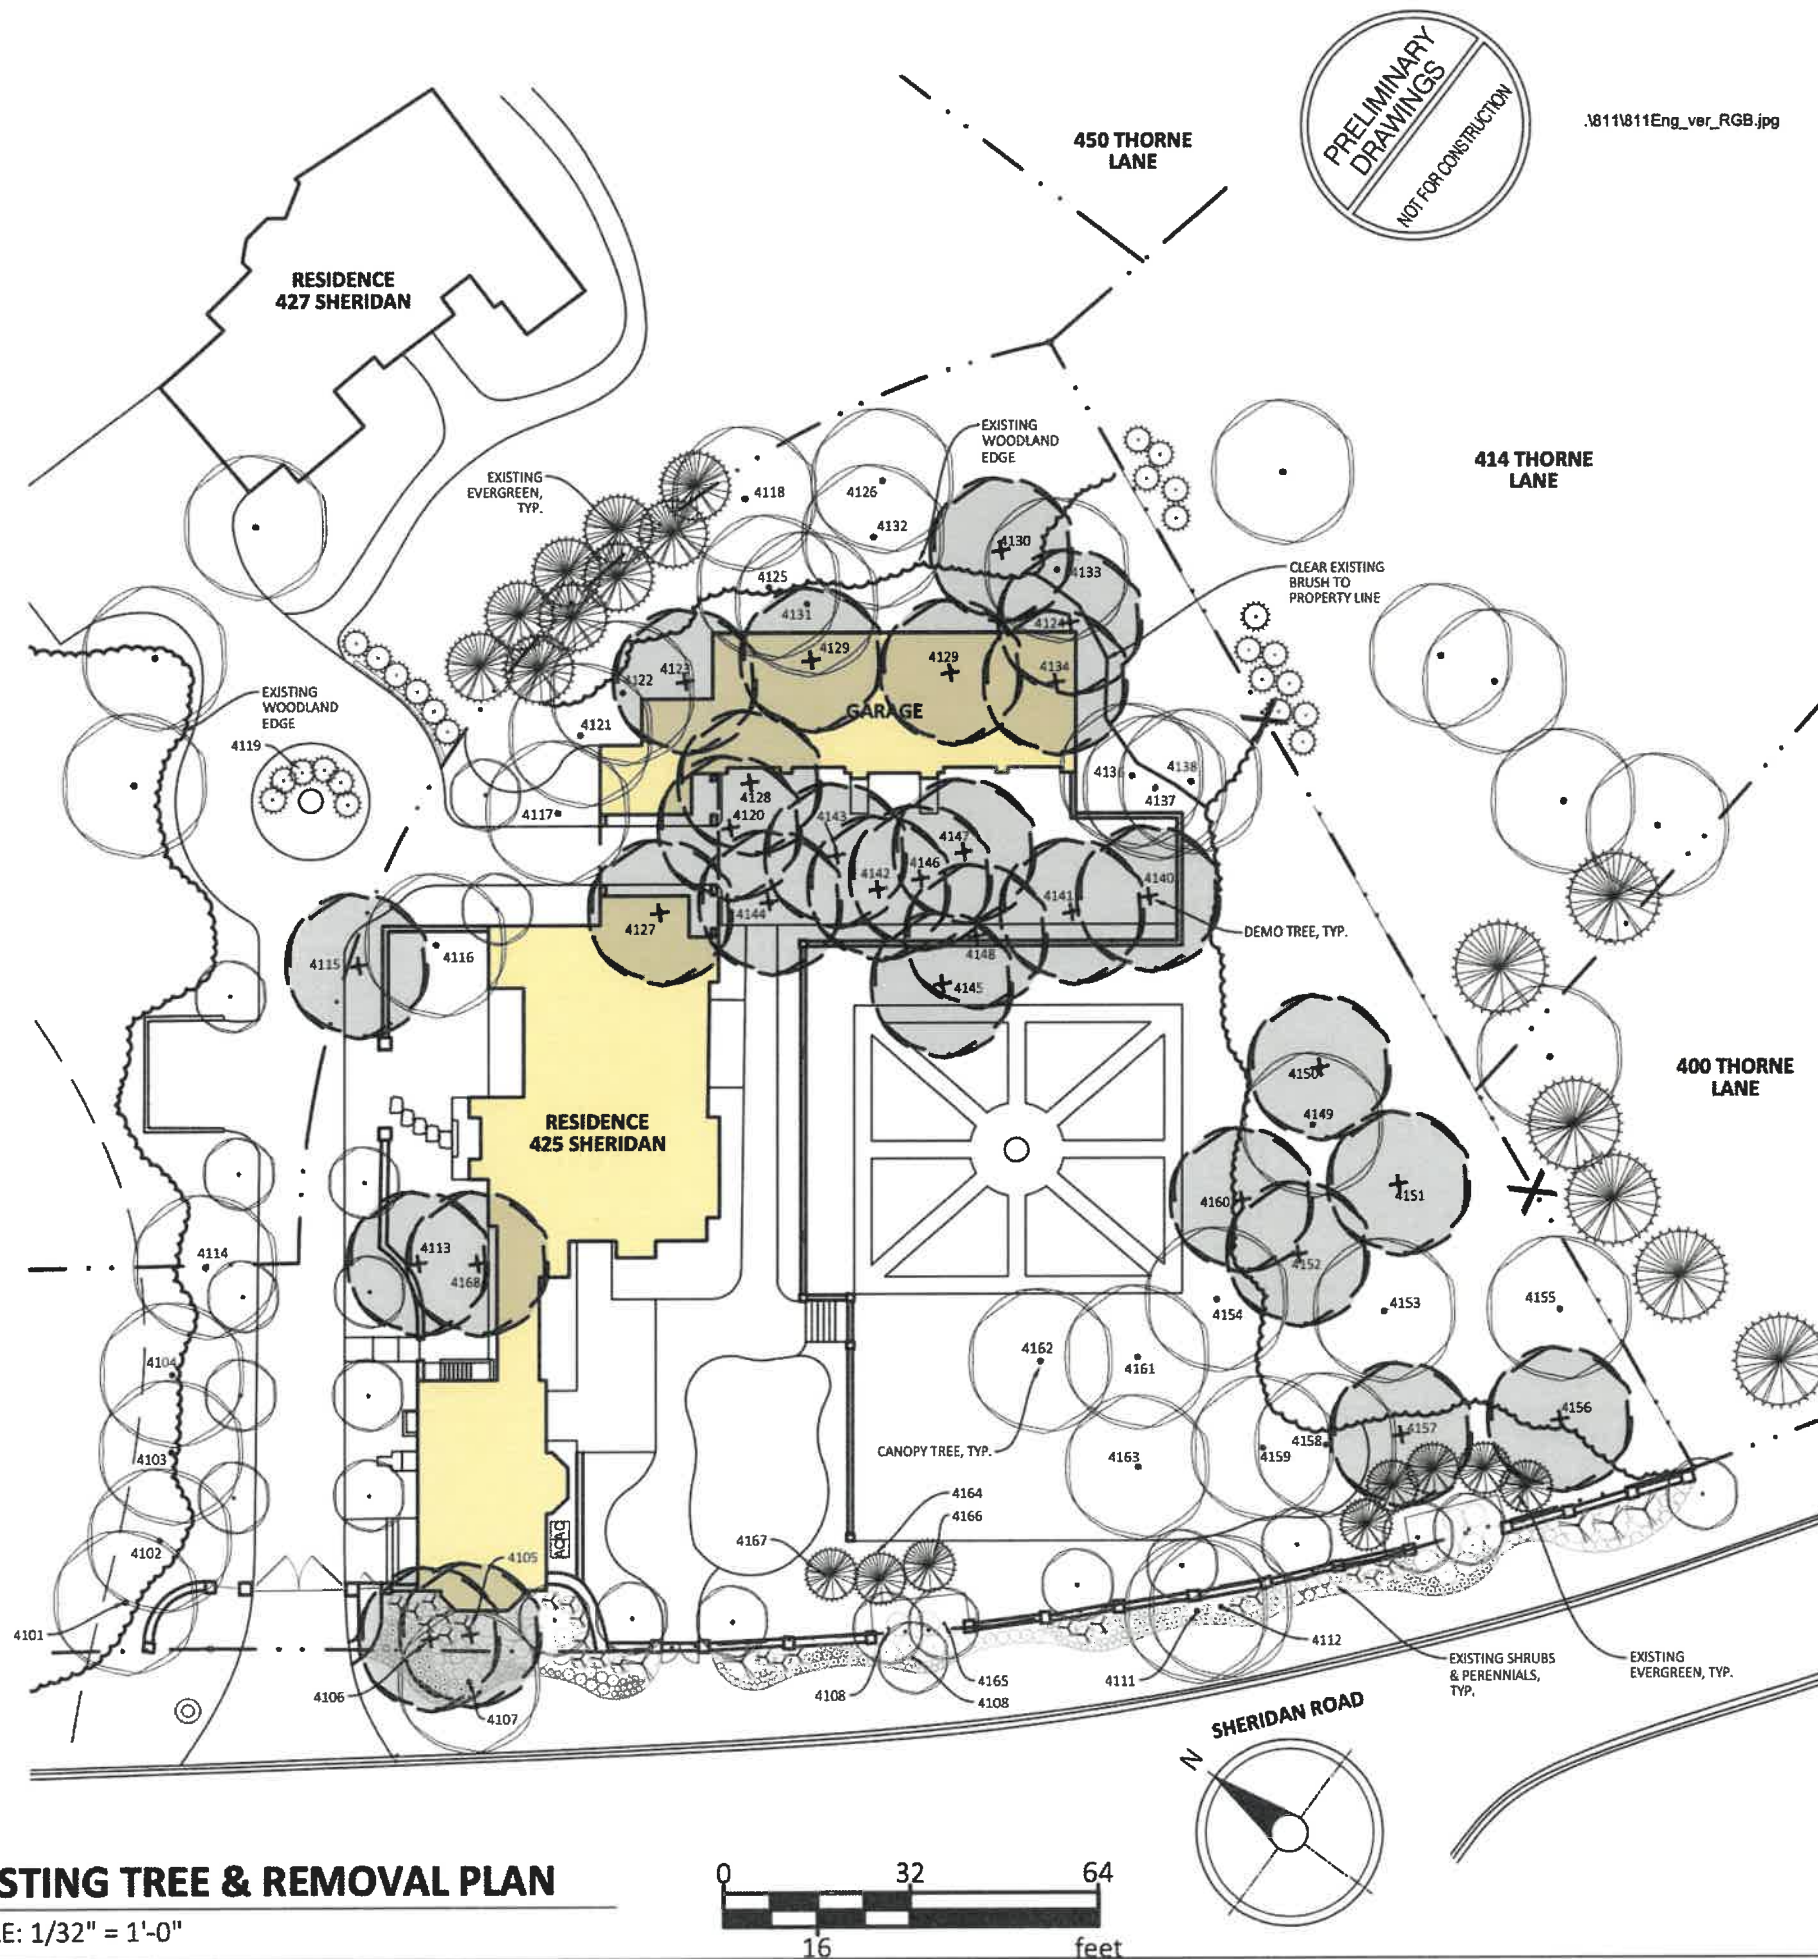 PRELIMINARY
DRAWINGS
NOT FOR CONSTRUCTION
.\811\811Eng_ver_RGB.jpg
450 THORNE
LANE
RESIDENCE
427 SHERIDAN
EXISTING
WOODLAND
EDGE
414 THORNE
LANE
EXISTING
EVERGREEN,
TYP.
4118
4126
4132
4130
4133
4125
CLEAR EXISTING
BRUSH TO
PROPERTY LINE
4131
4124
4129
4129
4134
4123
4122
EXISTING
WOODLAND
EDGE
GARAGE
4121
4119
4136
4138
4137
4128
4120
4117
4143
4147
4146
4142
4140
4141
4144
4127
DEMO TREE, TYP.
4116
4115
4148
4145
400 THORNE
LANE
4150
4149
RESIDENCE
425 SHERIDAN
4151
4160
4113
4168
4114
4152
4154
4153
4155
4162
4161
4104
4156
4157
4158
4159
4163
CANOPY TREE, TYP.
4103
4164
4166
4167
4102
4105
ACAC
4101
4112
4106
4107
4108
4165
4108
4111
EXISTING SHRUBS
& PERENNIALS,
TYP.
EXISTING
EVERGREEN, TYP.
SHERIDAN ROAD
N
STING TREE & REMOVAL PLAN
E: 1/32" = 1'-0"
0 32 64
16 feet